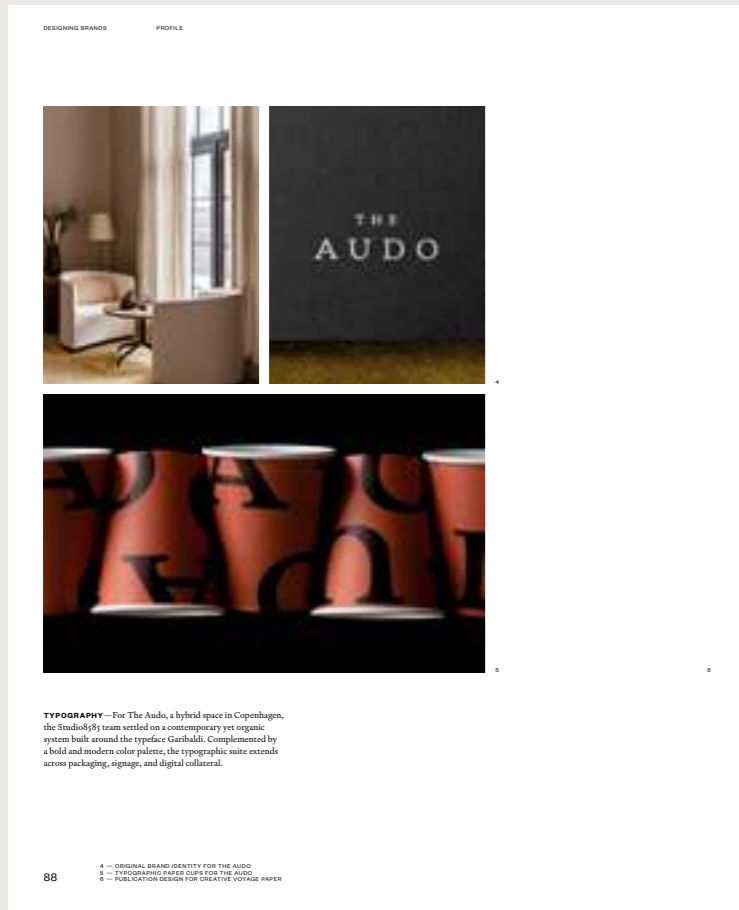 DESIGNING BRANDS
PROFILE
THE
AUDO
4
A U A U
A U
5
6
TYPOGRAPHY—For The Audo, a hybrid space in Copenhagen,
the Studio8585 team settled on a contemporary yet organic
system built around the typeface Garibaldi. Complemented by
a bold and modern color palette, the typographic suite extends
across packaging, signage, and digital collateral.
88
4 — ORIGINAL BRAND IDENTITY FOR THE AUDO
5 — TYPOGRAPHIC PAPER CUPS FOR THE AUDO
6 — PUBLICATION DESIGN FOR CREATIVE VOYAGE PAPER